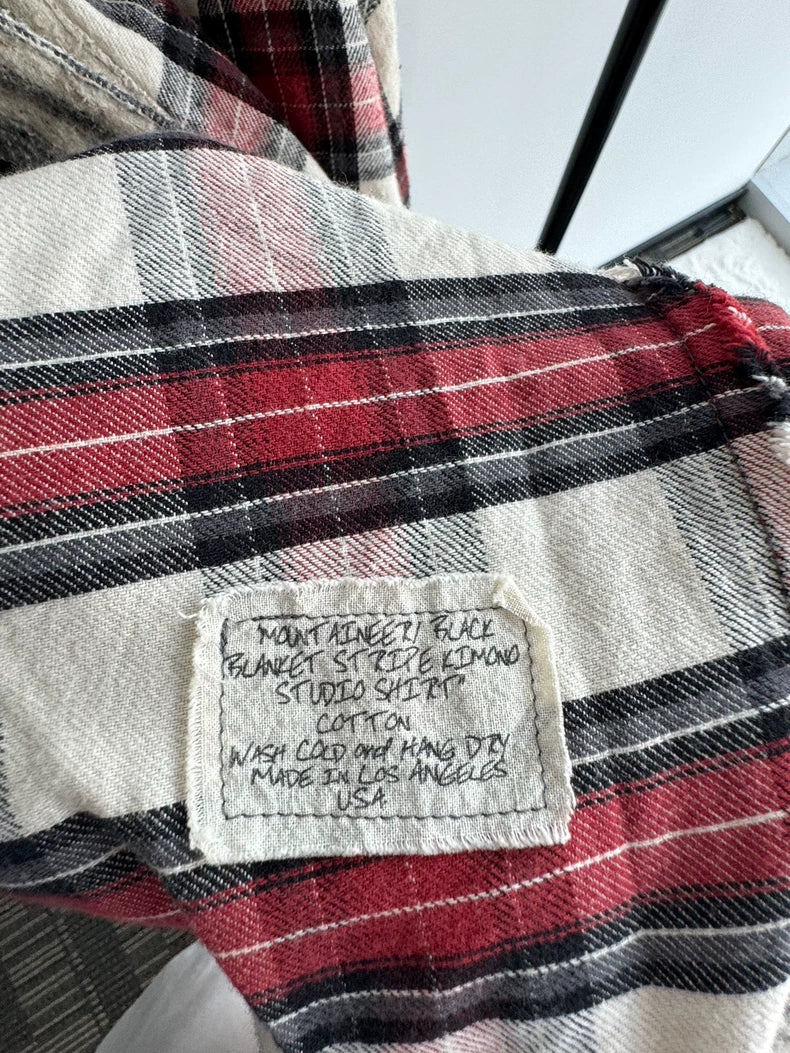 MOUNTAINEER/ BLACK
BLANKET STRIPE KIMONO
STUDIO SHIRT"
COTTON
WASH COLD and HANG DRY
MADE IN LOS ANGELES
USA